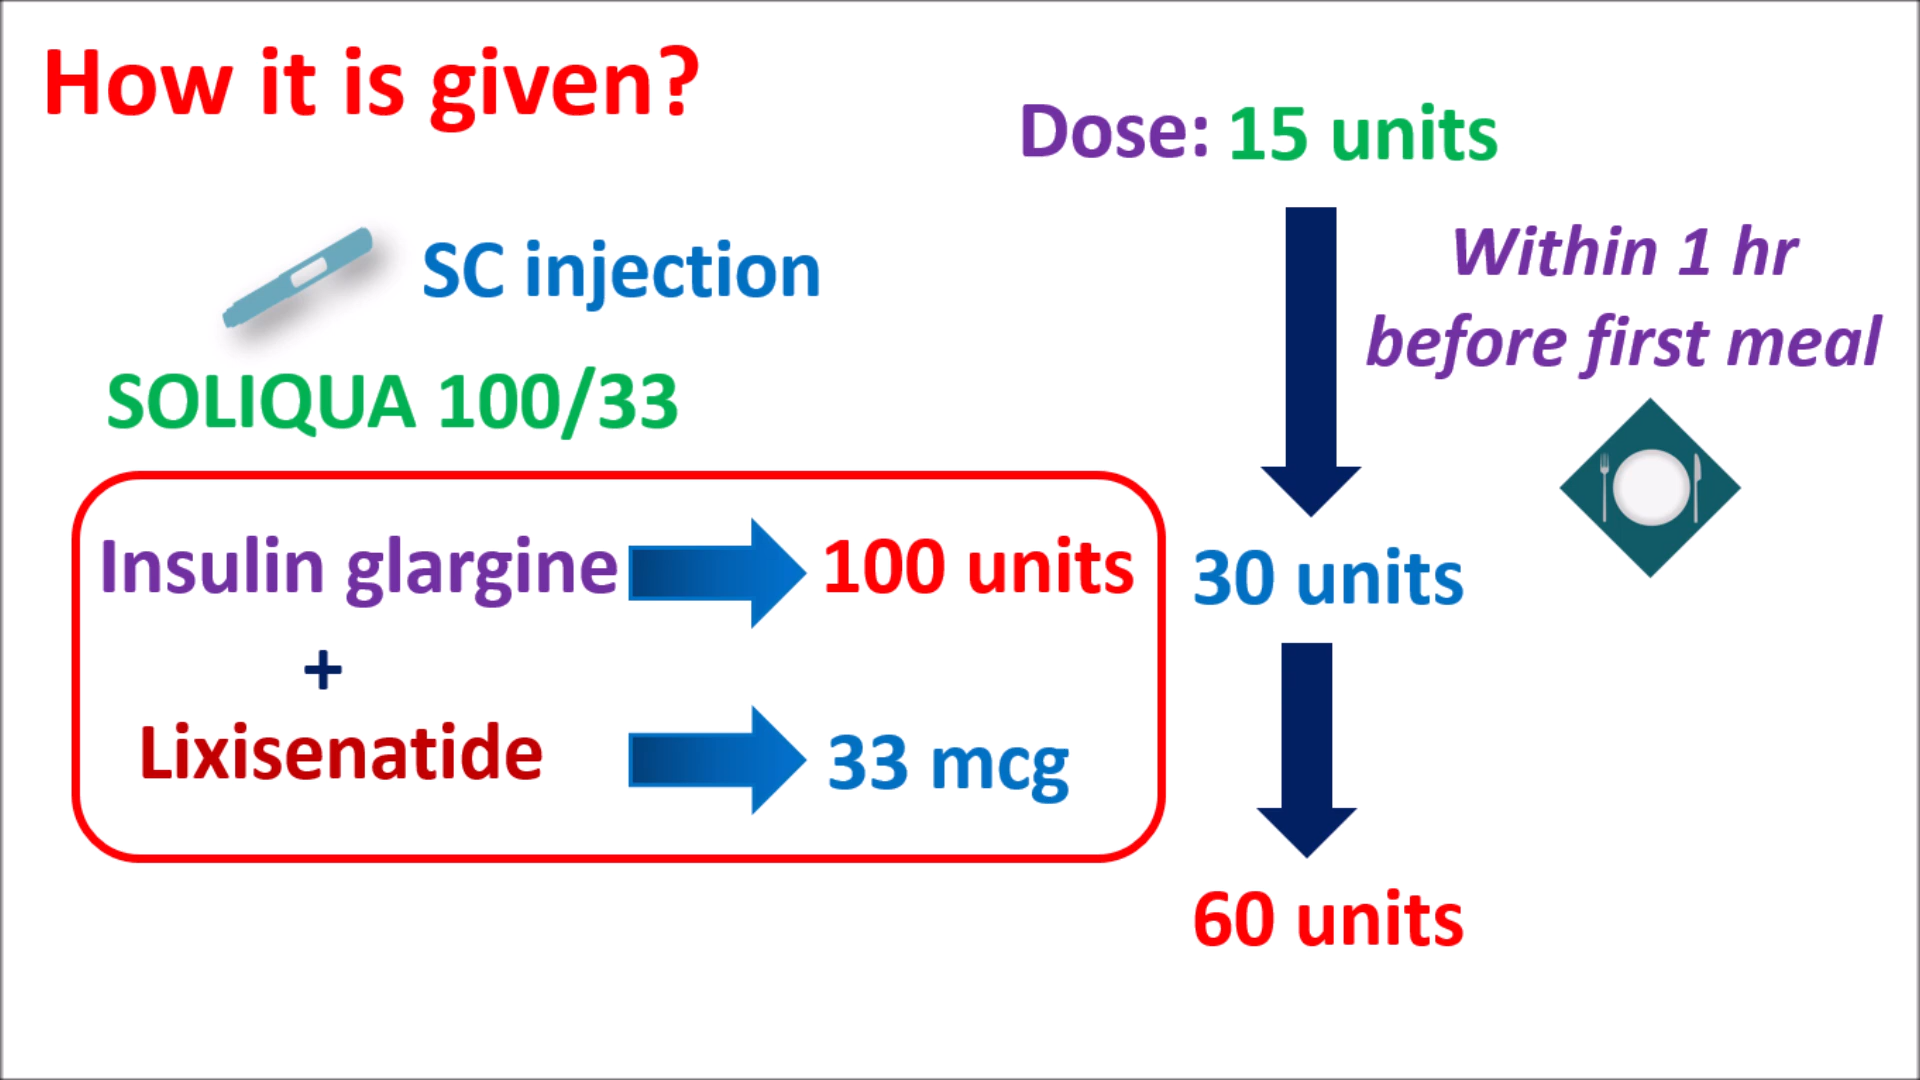 How it is given?
SC injection
SOLIQUA 100/33
Insulin glargine
100 units
+
Lixisenatide
33 mcg
Dose: 15 units
Within 1 hr
before first meal
30 units
60 units